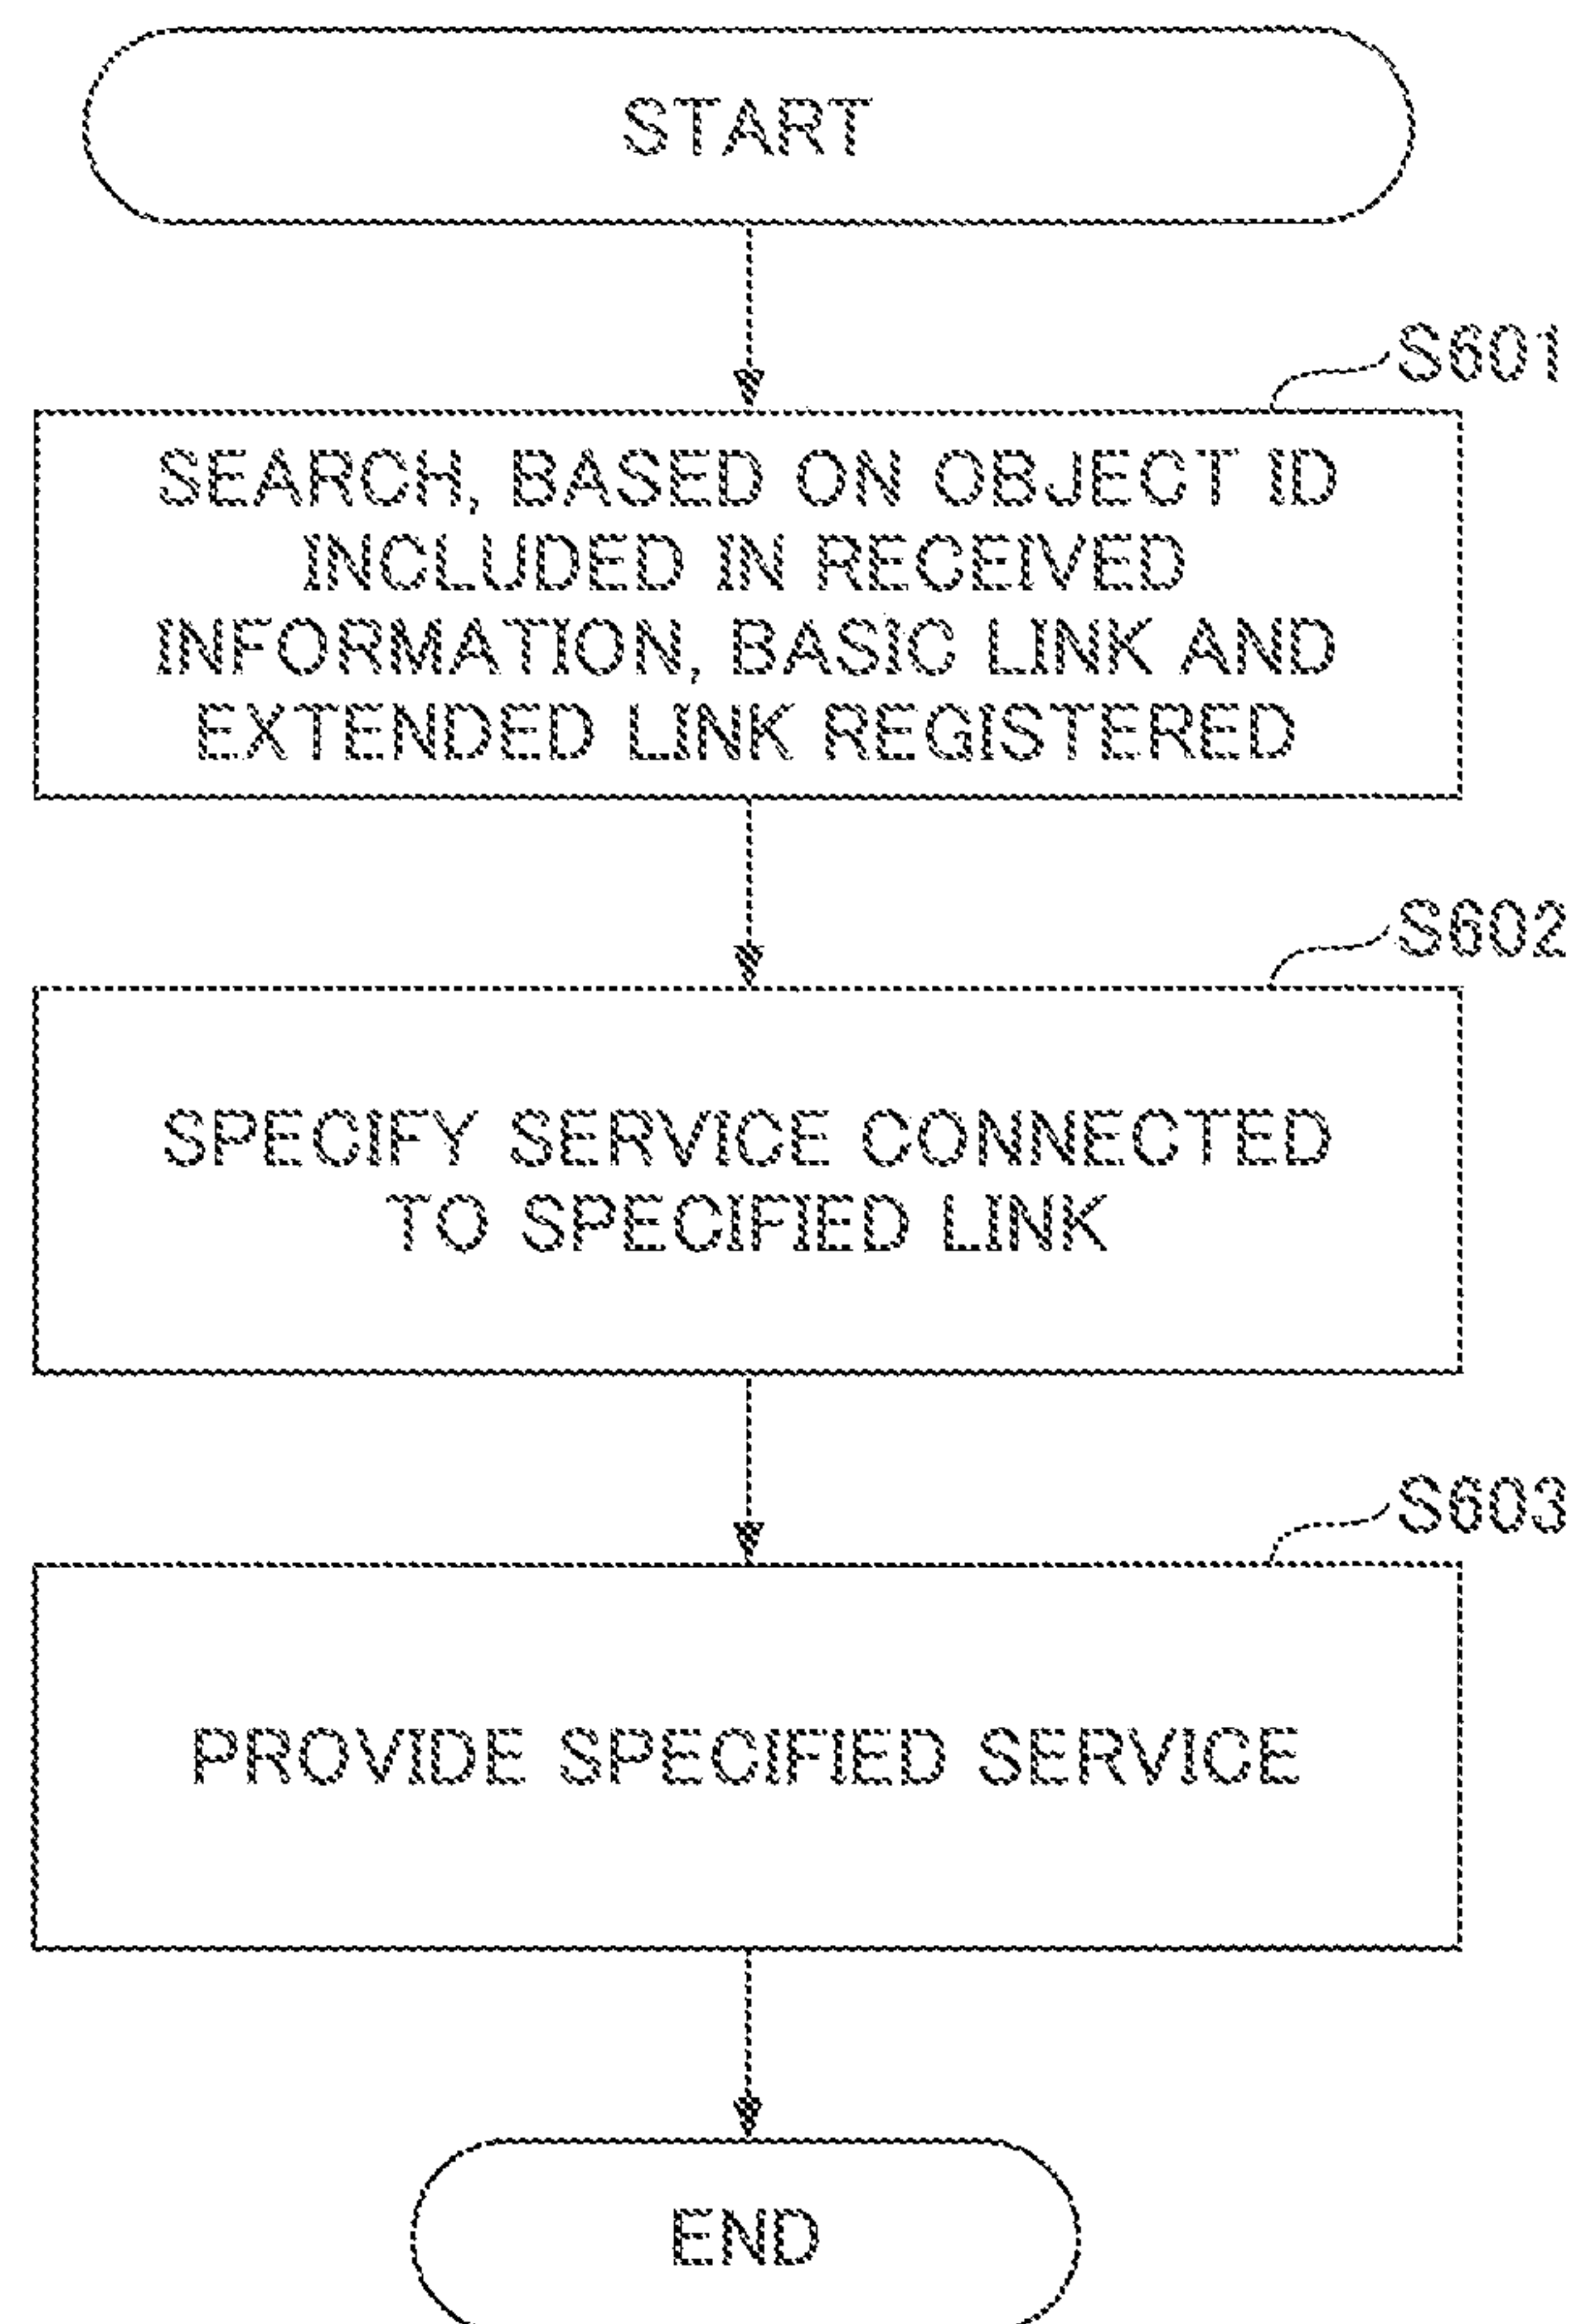 START
S601
SEARCH, BASED ON OBJECT ID
INCLUDED IN RECEIVED
INFORMATION, BASIC LINK AND
EXTENDED LINK REGISTERED
S602
SPECIFY SERVICE CONNECTED
TO SPECIFIED LINK
S603
PROVIDE SPECIFIED SERVICE
END